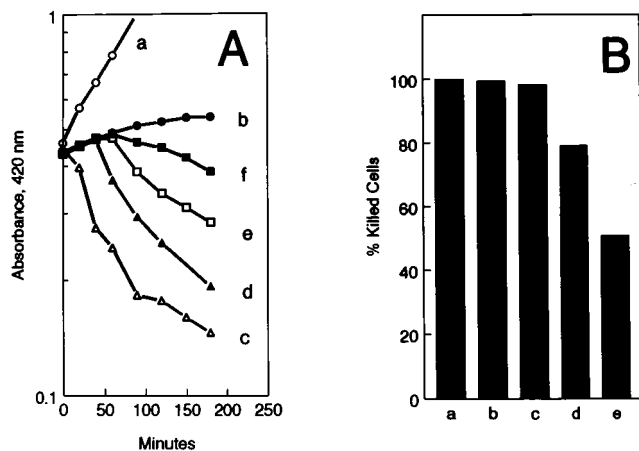 A
Absorbance, 420 nm
1
0.1
a
b
f
e
d
c
0 50 100 150 200 250
Minutes
B
% Killed Cells
100
80
60
40
20
0
a b c d e